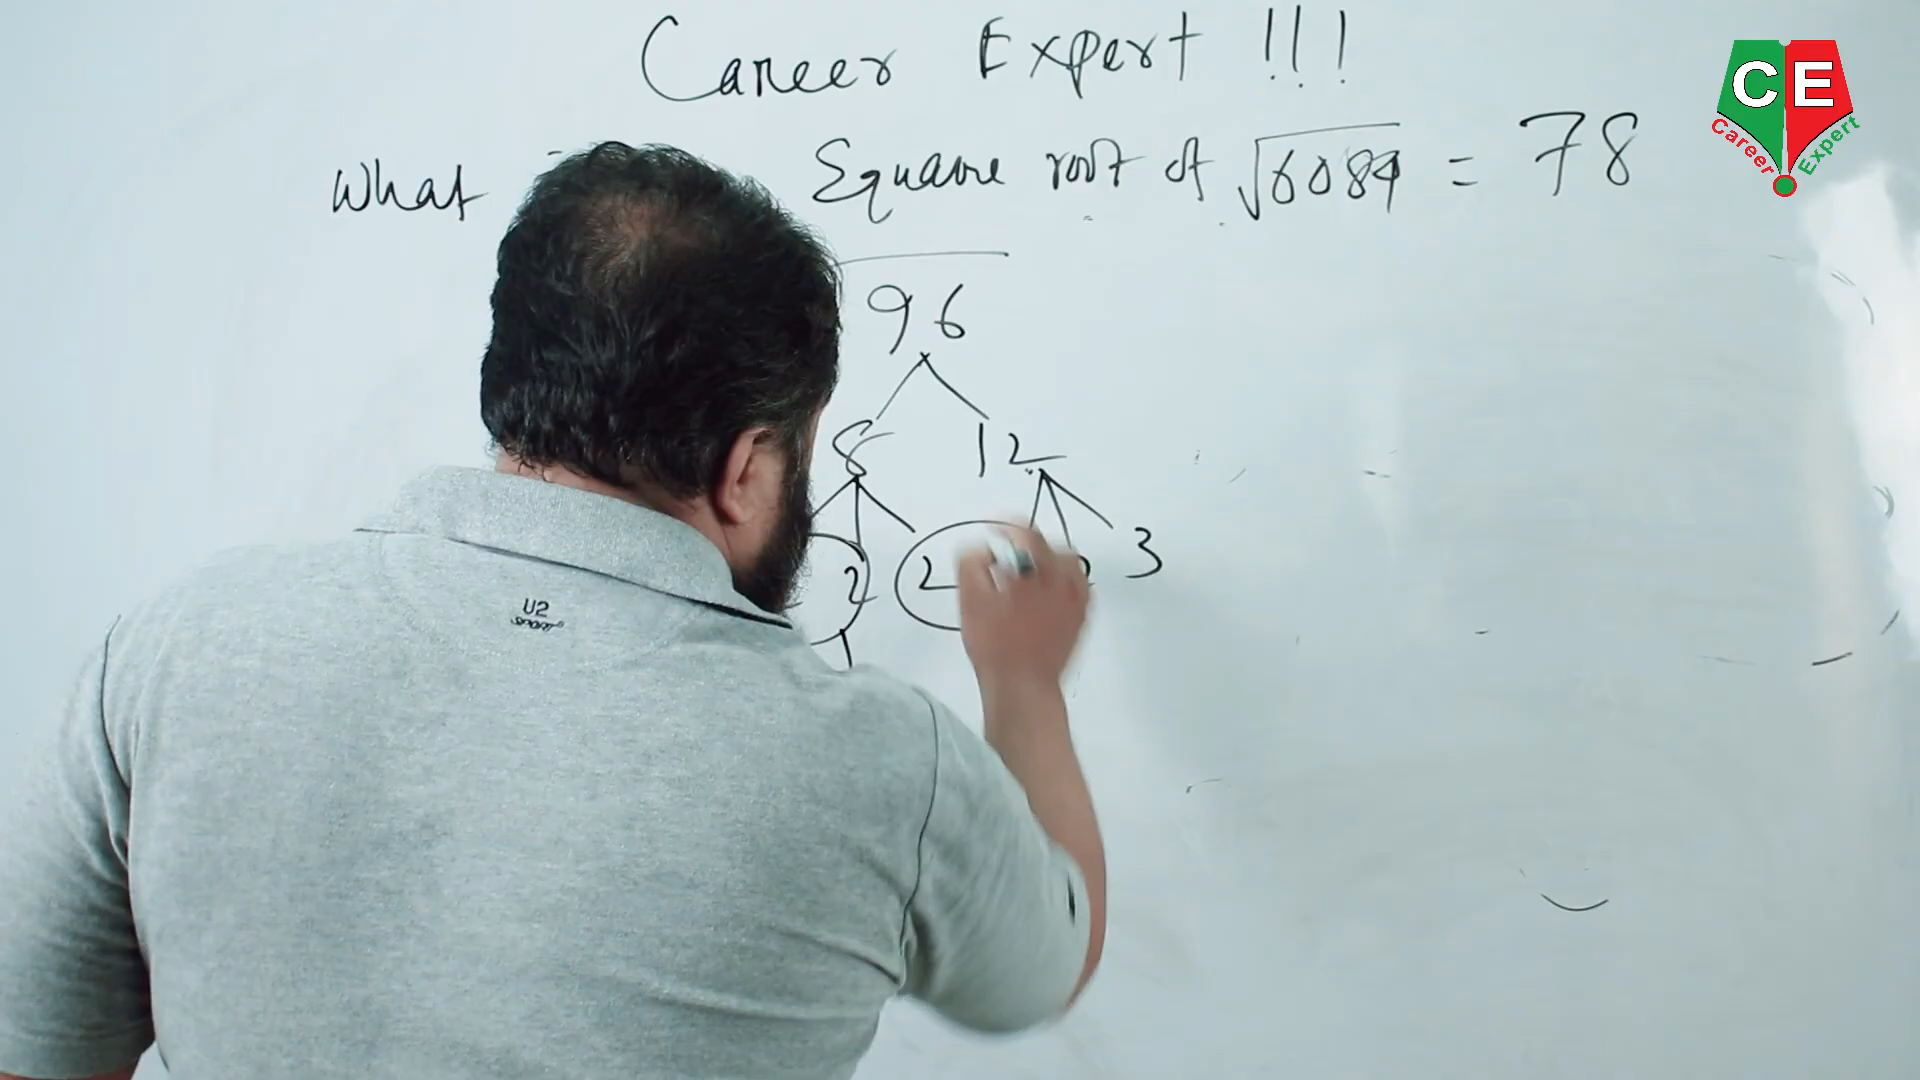 Career Expert !!!
What Square root of √6084 = 78
96
8 12
2 2 3
U2
SPORT
CE
Career Expert